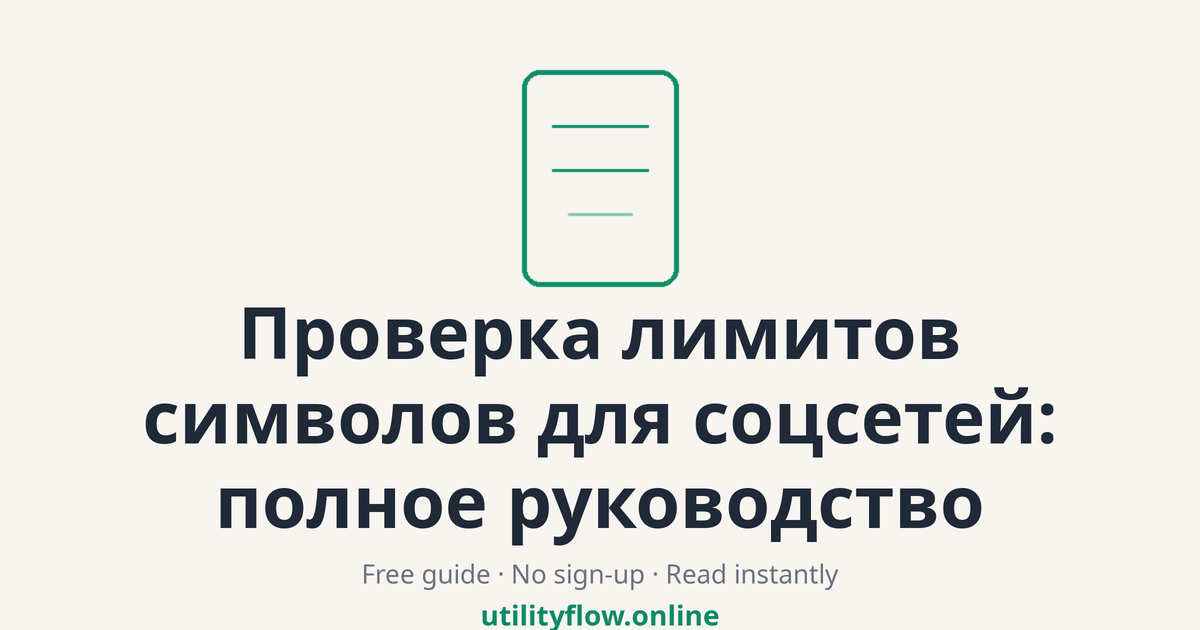 Проверка лимитов
символов для соцсетей:
полное руководство
Free guide · No sign-up · Read instantly
utilityflow.online